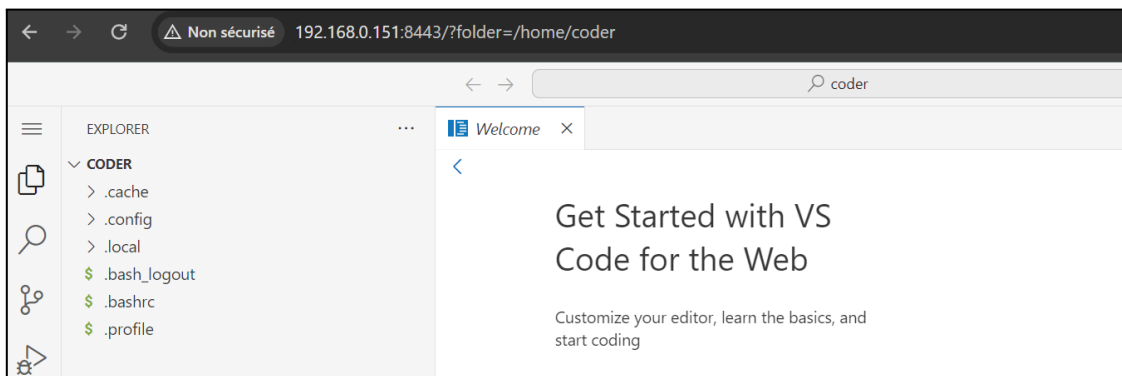 Non sécurisé 192.168.0.151:8443/?folder=/home/coder
coder
EXPLORER
Welcome
CODER
.cache
.config
.local
$ .bash_logout
$ .bashrc
$ .profile
Get Started with VS
Code for the Web
Customize your editor, learn the basics, and
start coding